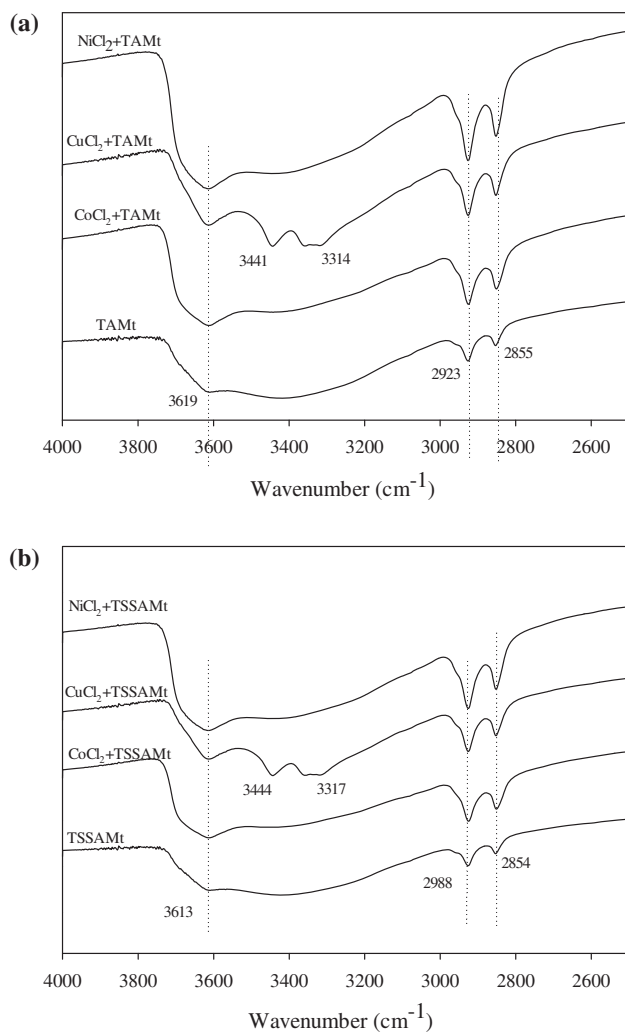 (a)
NiCl2+TAMt
CuCl2+TAMt
CoCl2+TAMt
3441
3314
TAMt
2855
2923
3619
4000 3800 3600 3400 3200 3000 2800 2600
Wavenumber (cm-1)
(b)
NiCl2+TSSAMt
CuCl2+TSSAMt
CoCl2+TSSAMt
3444
3317
TSSAMt
2854
2988
3613
4000 3800 3600 3400 3200 3000 2800 2600
Wavenumber (cm-1)